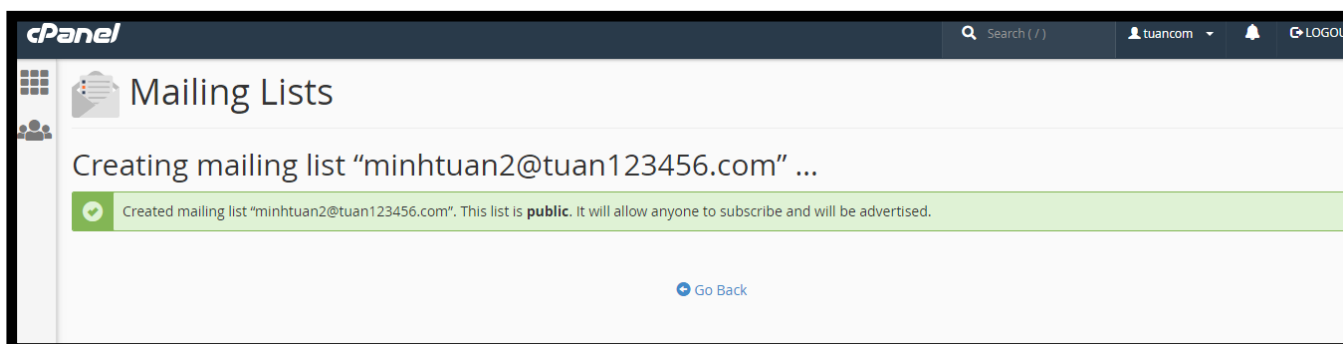 cPanel
Search ( / )
tuancom
LOGOU
Mailing Lists
Creating mailing list “minhtuan2@tuan123456.com” ...
Created mailing list “minhtuan2@tuan123456.com”. This list is public. It will allow anyone to subscribe and will be advertised.
Go Back